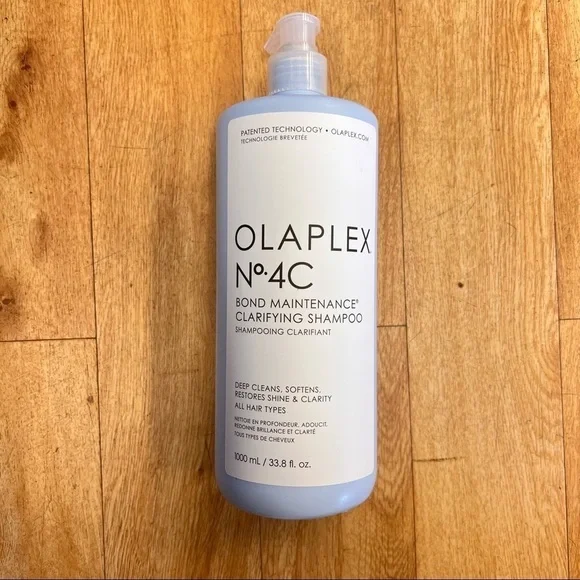 PATENTED TECHNOLOGY • OLAPLEX.COM
TECHNOLOGIE BREVETÉE
OLAPLEX
Nº.4C
BOND MAINTENANCE®
CLARIFYING SHAMPOO
SHAMPOOING CLARIFIANT
DEEP CLEANS, SOFTENS,
RESTORES SHINE & CLARITY
ALL HAIR TYPES
NETTOIE EN PROFONDEUR, ADOUCIT,
REDONNE BRILLANCE ET CLARTÉ
TOUS TYPES DE CHEVEUX
1000 mL / 33.8 fl. oz.